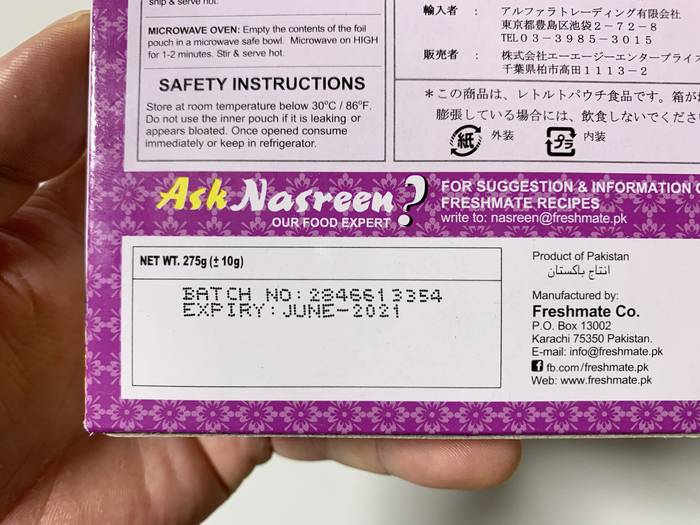 ship & serve hot.
MICROWAVE OVEN: Empty the contents of the foil
pouch in a microwave safe bowl. Microwave on HIGH
for 1-2 minutes. Stir & serve hot.
SAFETY INSTRUCTIONS
Store at room temperature below 30°C / 86°F.
Do not use the inner pouch if it is leaking or
appears bloated. Once opened consume
immediately or keep in refrigerator.
輸入者 : アルファラトレーディング有限会社
東京都豊島区池袋2-72-8
TEL03-3985-3015
販売者 : 株式会社エーエージーエンタープライズ
千葉県柏市高田1113-2
*この商品は、レトルトパウチ食品です。箱が
膨張している場合には、飲食しないでくださ
紙 外装 プラ 内装
Ask Nasreen?
OUR FOOD EXPERT
FOR SUGGESTION & INFORMATION
FRESHMATE RECIPES
write to: nasreen@freshmate.pk
NET WT. 275g (± 10g)
BATCH NO: 2846613354
EXPIRY: JUNE-2021
Product of Pakistan
انتاج باكستان
Manufactured by:
Freshmate Co.
P.O. Box 13002
Karachi 75350 Pakistan.
E-mail: info@freshmate.pk
fb.com/freshmate.pk
Web: www.freshmate.pk